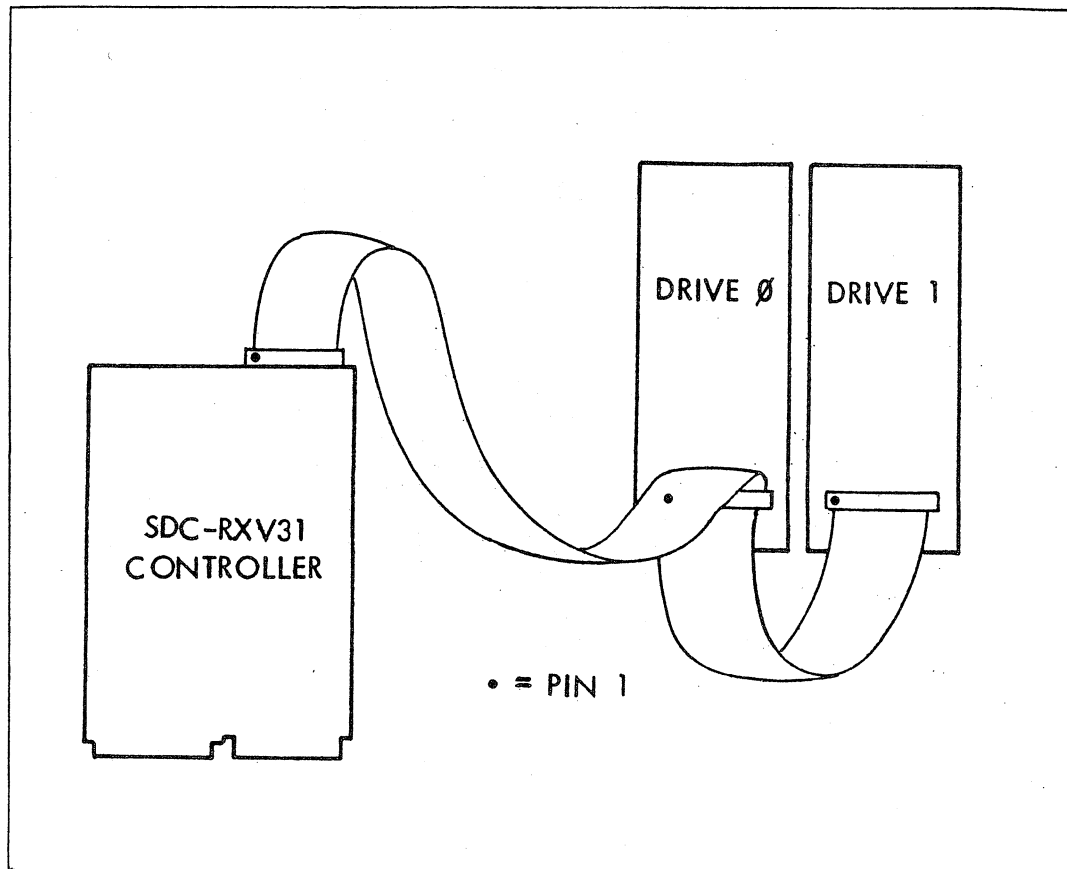 DRIVE Ø
DRIVE 1
SDC-RXV31
CONTROLLER
• = PIN 1